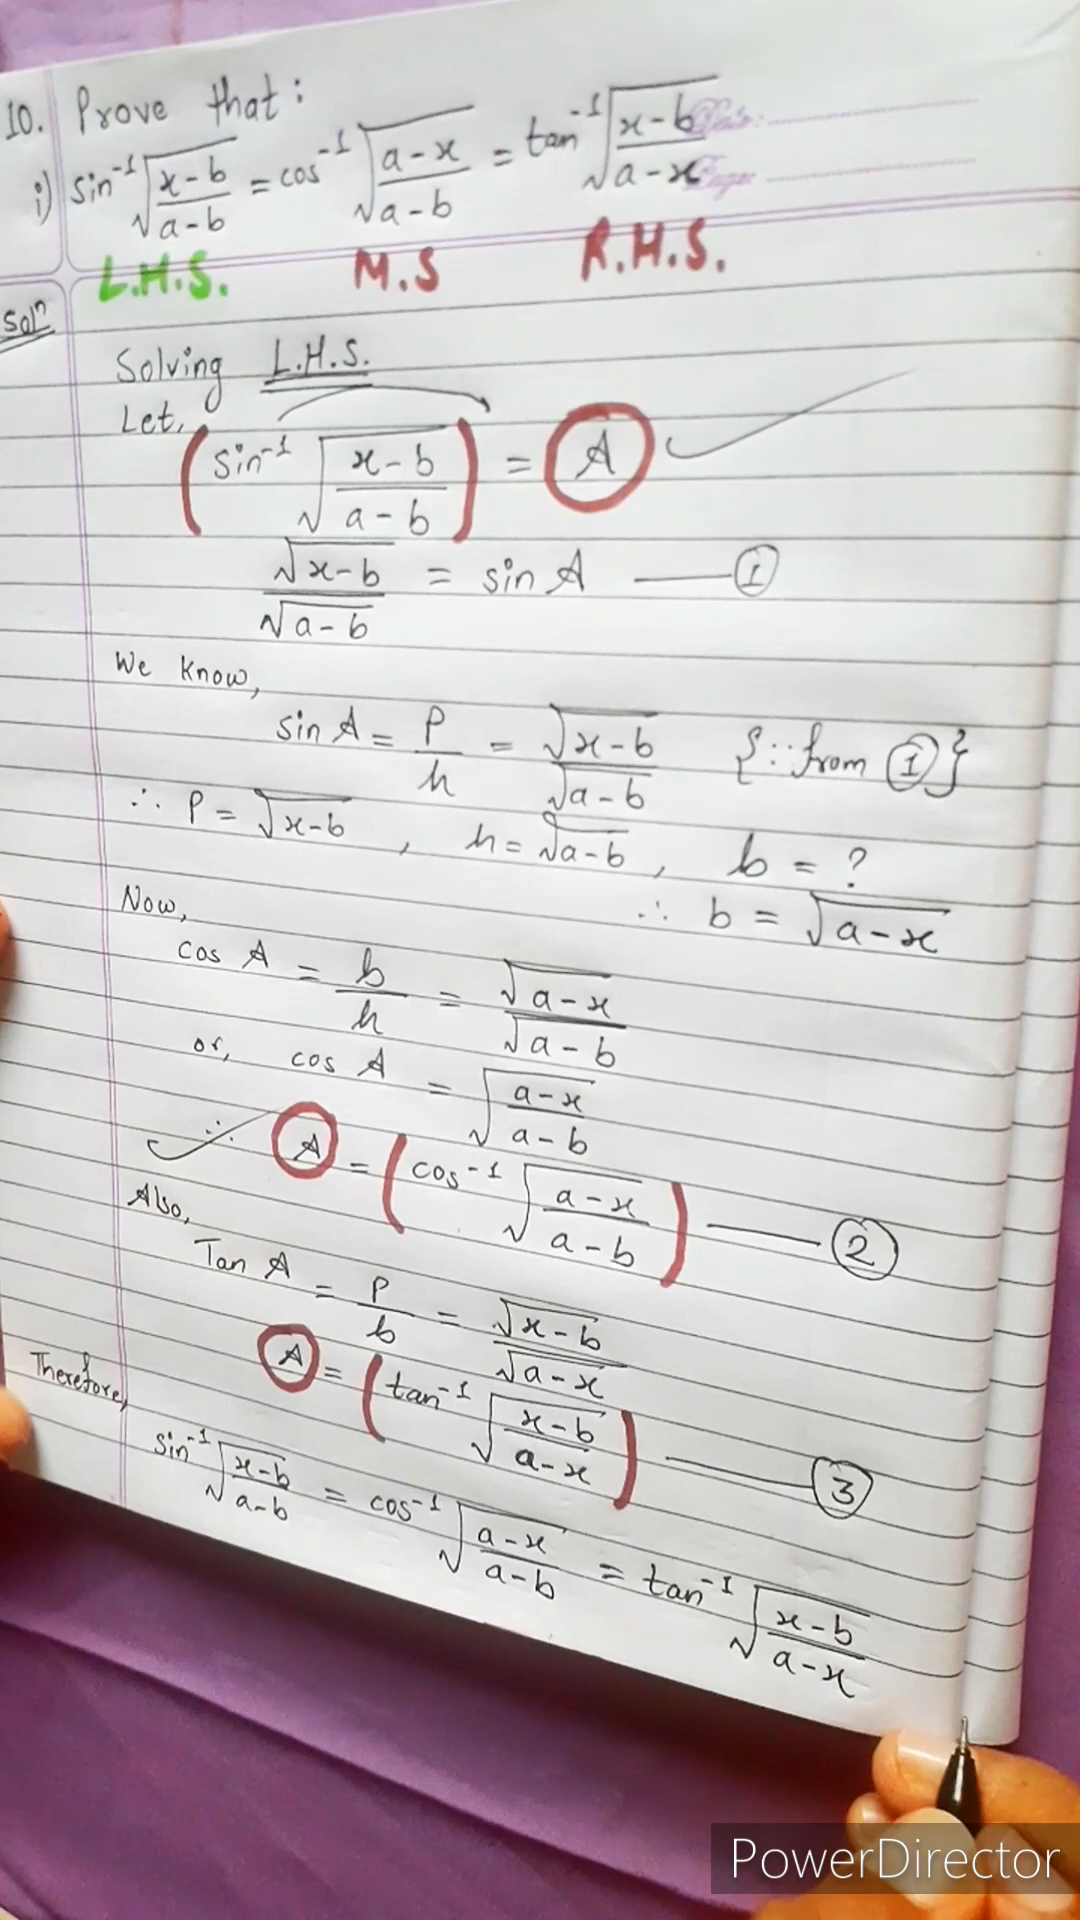 10. Prove that:
i) sin⁻¹√((x-b)/(a-b)) = cos⁻¹√((a-x)/(a-b)) = tan⁻¹√((x-b)/(a-x))
Date:
Page:
L.H.S. M.S R.H.S.
Solⁿ
Solving L.H.S.
Let,
(sin⁻¹√((x-b)/(a-b))) = A
√(x-b)/√(a-b) = sin A —— ①
We know,
sin A = P/h = √(x-b)/√(a-b) {∵ from ①}
∴ P = √(x-b), h = √(a-b), b = ?
∴ b = √(a-x)
Now,
cos A = b/h = √(a-x)/√(a-b)
or, cos A = √((a-x)/(a-b))
∴ A = (cos⁻¹√((a-x)/(a-b))) —— ②
Also,
Tan A = P/b = √(x-b)/√(a-x)
A = (tan⁻¹√((x-b)/(a-x))) —— ③
Therefore,
sin⁻¹√((x-b)/(a-b)) = cos⁻¹√((a-x)/(a-b)) = tan⁻¹√((x-b)/(a-x))
PowerDirector